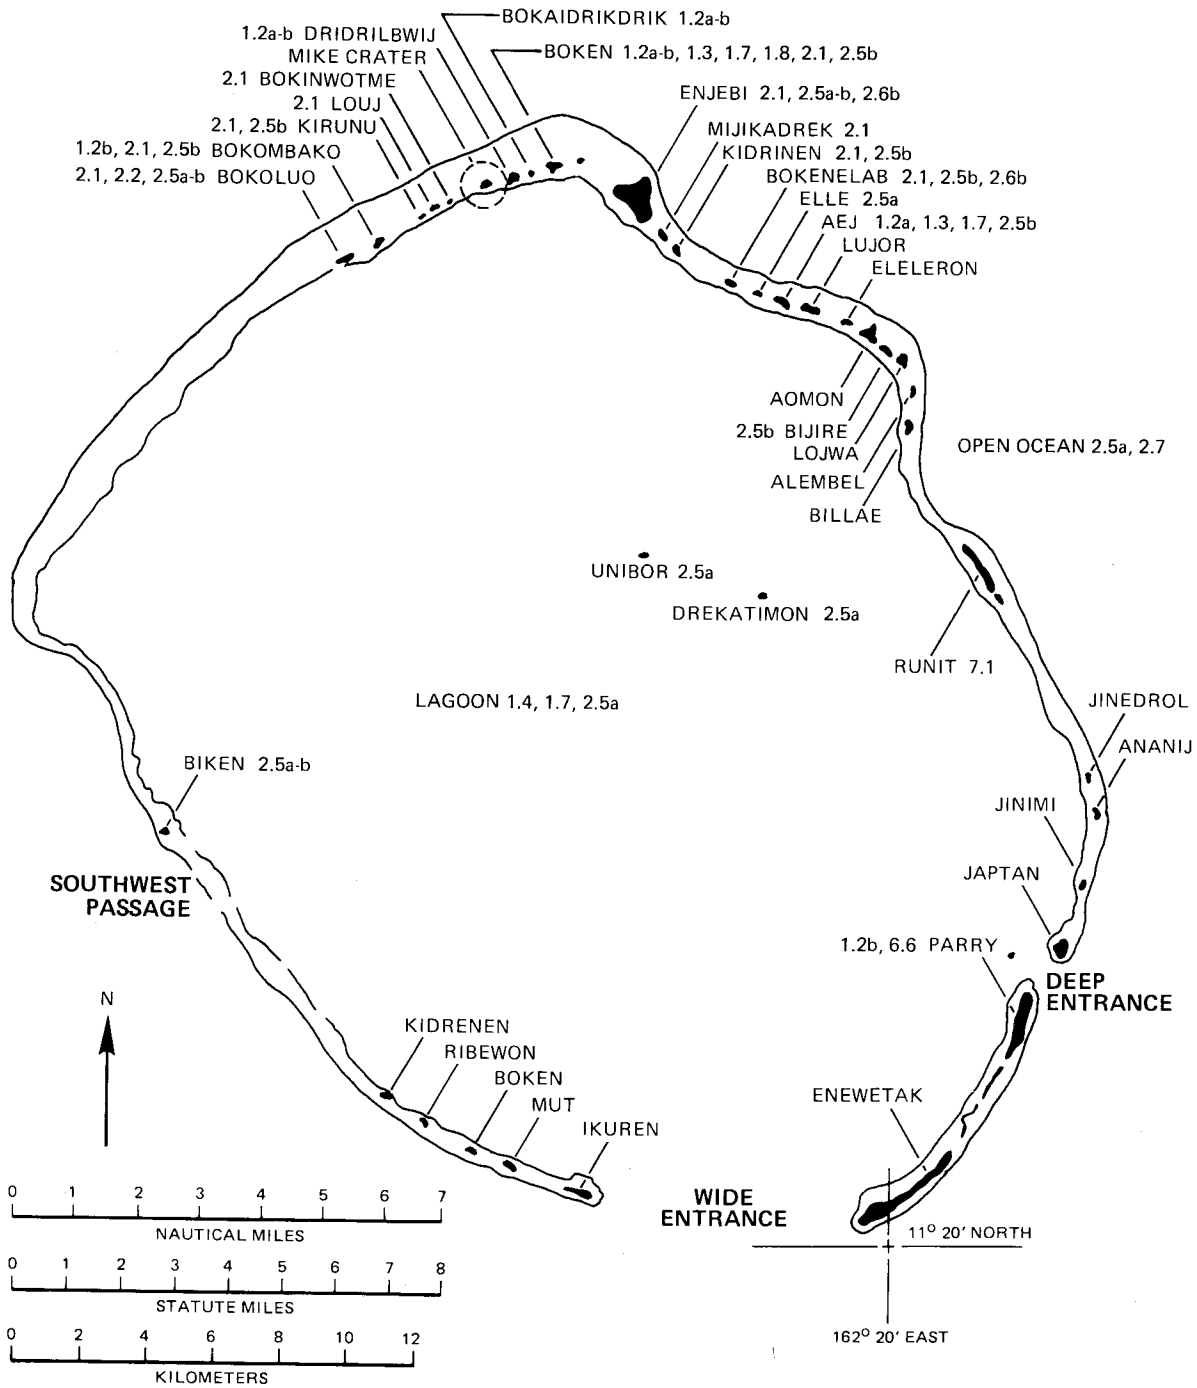 BOKAIDRIKDRIK 1.2a-b
1.2a-b DRIDRILBWIJ
BOKEN 1.2a-b, 1.3, 1.7, 1.8, 2.1, 2.5b
MIKE CRATER
2.1 BOKINWOTME
ENJEBI 2.1, 2.5a-b, 2.6b
2.1 LOUJ
2.1, 2.5b KIRUNU
MIJIKADREK 2.1
1.2b, 2.1, 2.5b BOKOMBAKO
KIDRINEN 2.1, 2.5b
2.1, 2.2, 2.5a-b BOKOLUO
BOKENELAB 2.1, 2.5b, 2.6b
ELLE 2.5a
AEJ 1.2a, 1.3, 1.7, 2.5b
LUJOR
ELELERON
AOMON
2.5b BIJIRE
LOJWA
OPEN OCEAN 2.5a, 2.7
ALEMBEL
BILLAE
UNIBOR 2.5a
DREKATIMON 2.5a
RUNIT 7.1
LAGOON 1.4, 1.7, 2.5a
JINEDROL
ANANIJ
BIKEN 2.5a-b
JINIMI
JAPTAN
SOUTHWEST
PASSAGE
1.2b, 6.6 PARRY
DEEP
ENTRANCE
N
KIDRENEN
RIBEWON
BOKEN
MUT
ENEWETAK
IKUREN
WIDE
ENTRANCE
0 1 2 3 4 5 6 7
NAUTICAL MILES
11° 20' NORTH
0 1 2 3 4 5 6 7 8
STATUTE MILES
162° 20' EAST
0 2 4 6 8 10 12
KILOMETERS